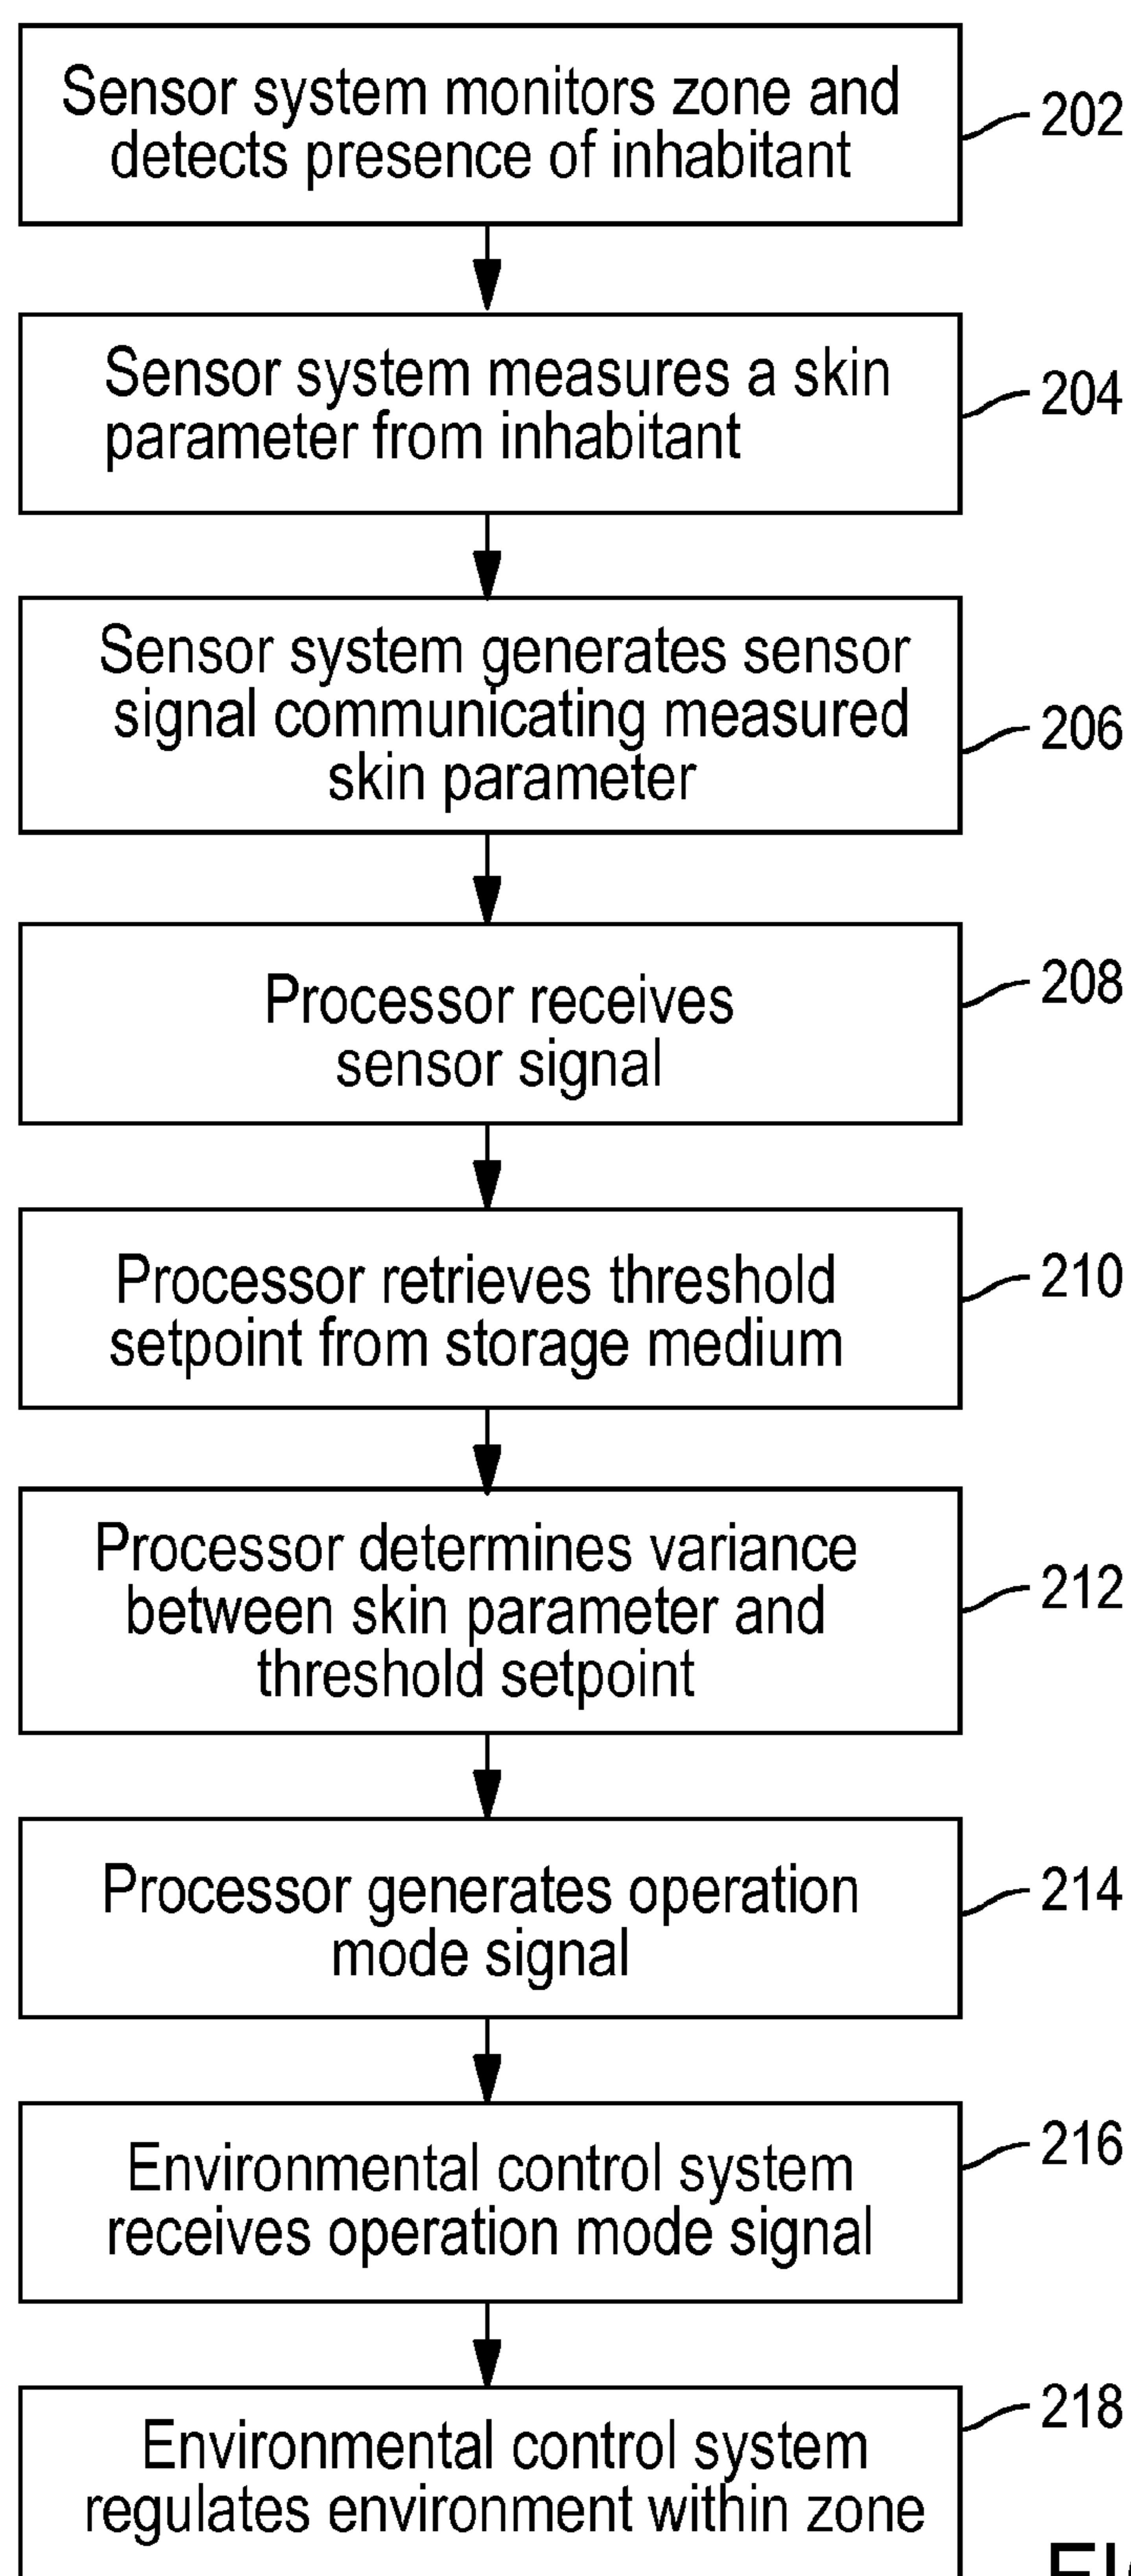 Sensor system monitors zone and
detects presence of inhabitant
202
Sensor system measures a skin
parameter from inhabitant
204
Sensor system generates sensor
signal communicating measured
skin parameter
206
Processor receives
sensor signal
208
Processor retrieves threshold
setpoint from storage medium
210
Processor determines variance
between skin parameter and
threshold setpoint
212
Processor generates operation
mode signal
214
Environmental control system
receives operation mode signal
216
Environmental control system
regulates environment within zone
218